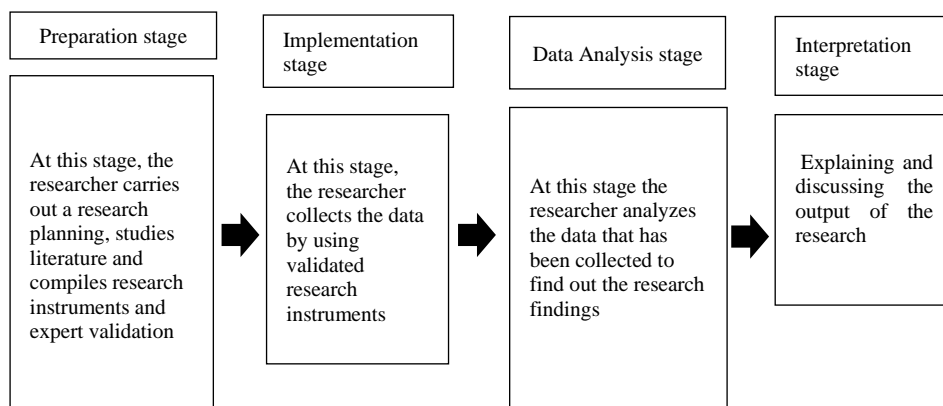 Preparation stage
At this stage, the
researcher carries
out a research
planning, studies
literature and
compiles research
instruments and
expert validation
Implementation
stage
At this stage,
the researcher
collects the data
by using
validated
research
instruments
Data Analysis stage
At this stage the
researcher analyzes
the data that has
been collected to
find out the research
findings
Interpretation
stage
Explaining and
discussing the
output of the
research